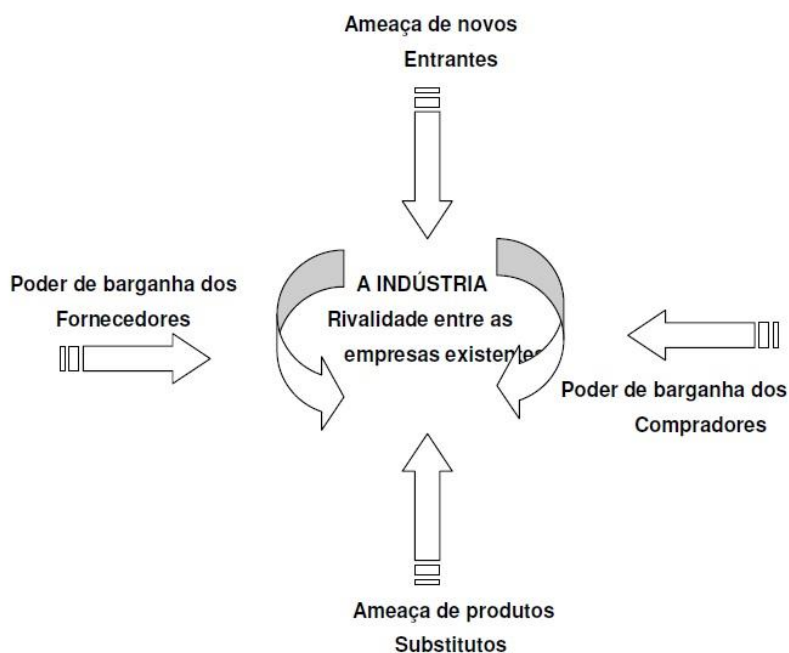 Ameaça de novos
Entrantes
Poder de barganha dos
Fornecedores
A INDÚSTRIA
Rivalidade entre as
empresas existentes
Poder de barganha dos
Compradores
Ameaça de produtos
Substitutos